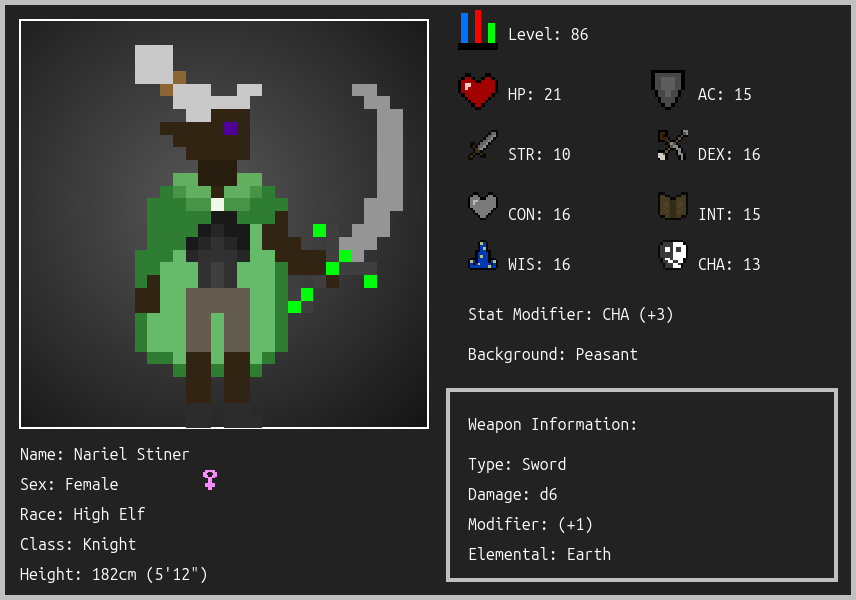 Level: 86
HP: 21
AC: 15
STR: 10
DEX: 16
CON: 16
INT: 15
WIS: 16
CHA: 13
Stat Modifier: CHA (+3)
Background: Peasant
Weapon Information:
Type: Sword
Damage: d6
Modifier: (+1)
Elemental: Earth
Name: Nariel Stiner
Sex: Female
Race: High Elf
Class: Knight
Height: 182cm (5'12")